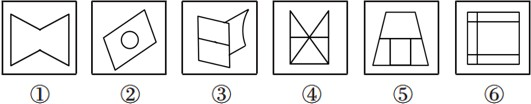 ① ② ③ ④ ⑤ ⑥